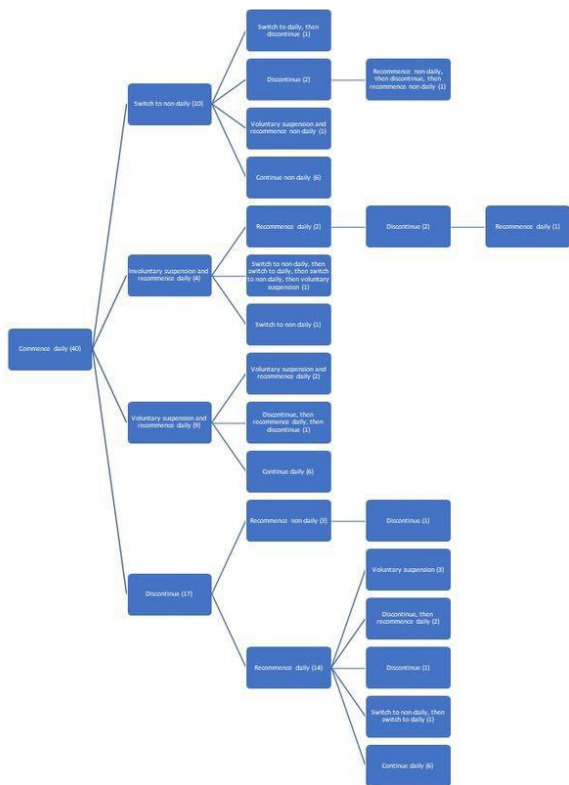 Switch to daily, then
discontinue (1)
Discontinue (2)
Recommence non-daily,
then discontinue, then
recommence non-daily
(1)
Switch to non-daily (10)
Voluntary suspension and
recommence non-daily (1)
Continue non-daily (6)
Recommence daily (2)
Discontinue (2)
Recommence daily (1)
Involuntary suspension and
recommence daily (4)
Switch to non-daily, then
switch to daily, then switch
to non-daily, then voluntary
suspension (1)
Switch to non daily (1)
Commence daily (40)
Voluntary suspension and
recommence daily (2)
Voluntary suspension and
recommence daily (9)
Discontinue, then
recommence daily, then
discontinue (1)
Continue daily (6)
Recommence non-daily (3)
Discontinue (1)
Discontinue (17)
Voluntary suspension (3)
Discontinue, then
recommence daily (2)
Recommence daily (14)
Discontinue (1)
Switch to non-daily, then
switch to daily (1)
Continue daily (6)